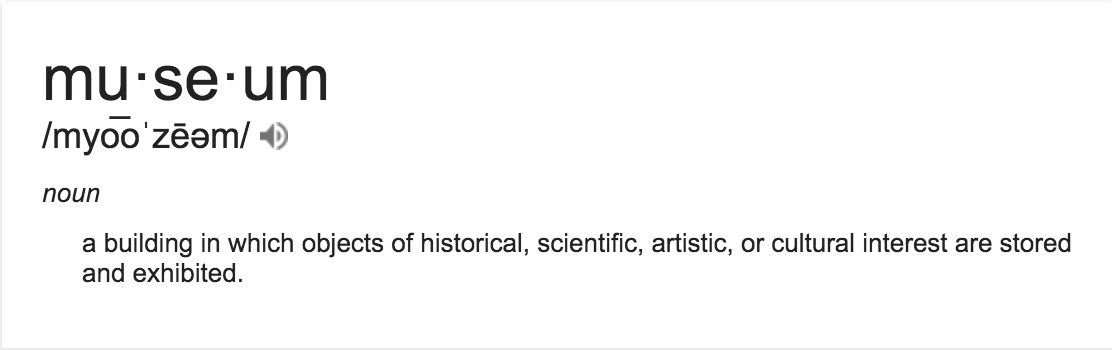 mu·se·um
/myo͞oˈzēəm/
noun
a building in which objects of historical, scientific, artistic, or cultural interest are stored
and exhibited.